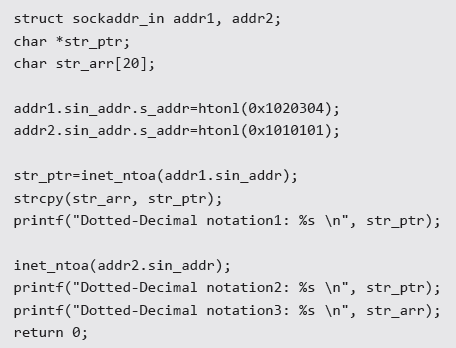 struct sockaddr_in addr1, addr2;
char *str_ptr;
char str_arr[20];
addr1.sin_addr.s_addr=htonl(0x1020304);
addr2.sin_addr.s_addr=htonl(0x1010101);
str_ptr=inet_ntoa(addr1.sin_addr);
strcpy(str_arr, str_ptr);
printf("Dotted-Decimal notation1: %s \n", str_ptr);
inet_ntoa(addr2.sin_addr);
printf("Dotted-Decimal notation2: %s \n", str_ptr);
printf("Dotted-Decimal notation3: %s \n", str_arr);
return 0;